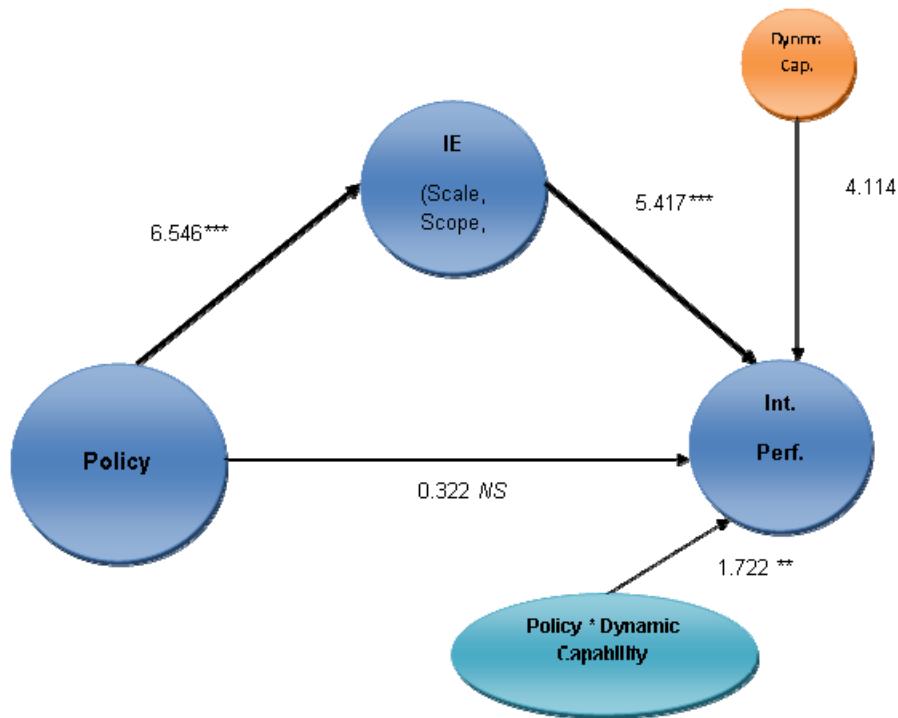 Cap.
IE
(Scale,
Scope,
6.546***
5.417***
4.114
Policy
Int.
Perf.
0.322 NS
1.722 **
Policy * Dynamic
Capability